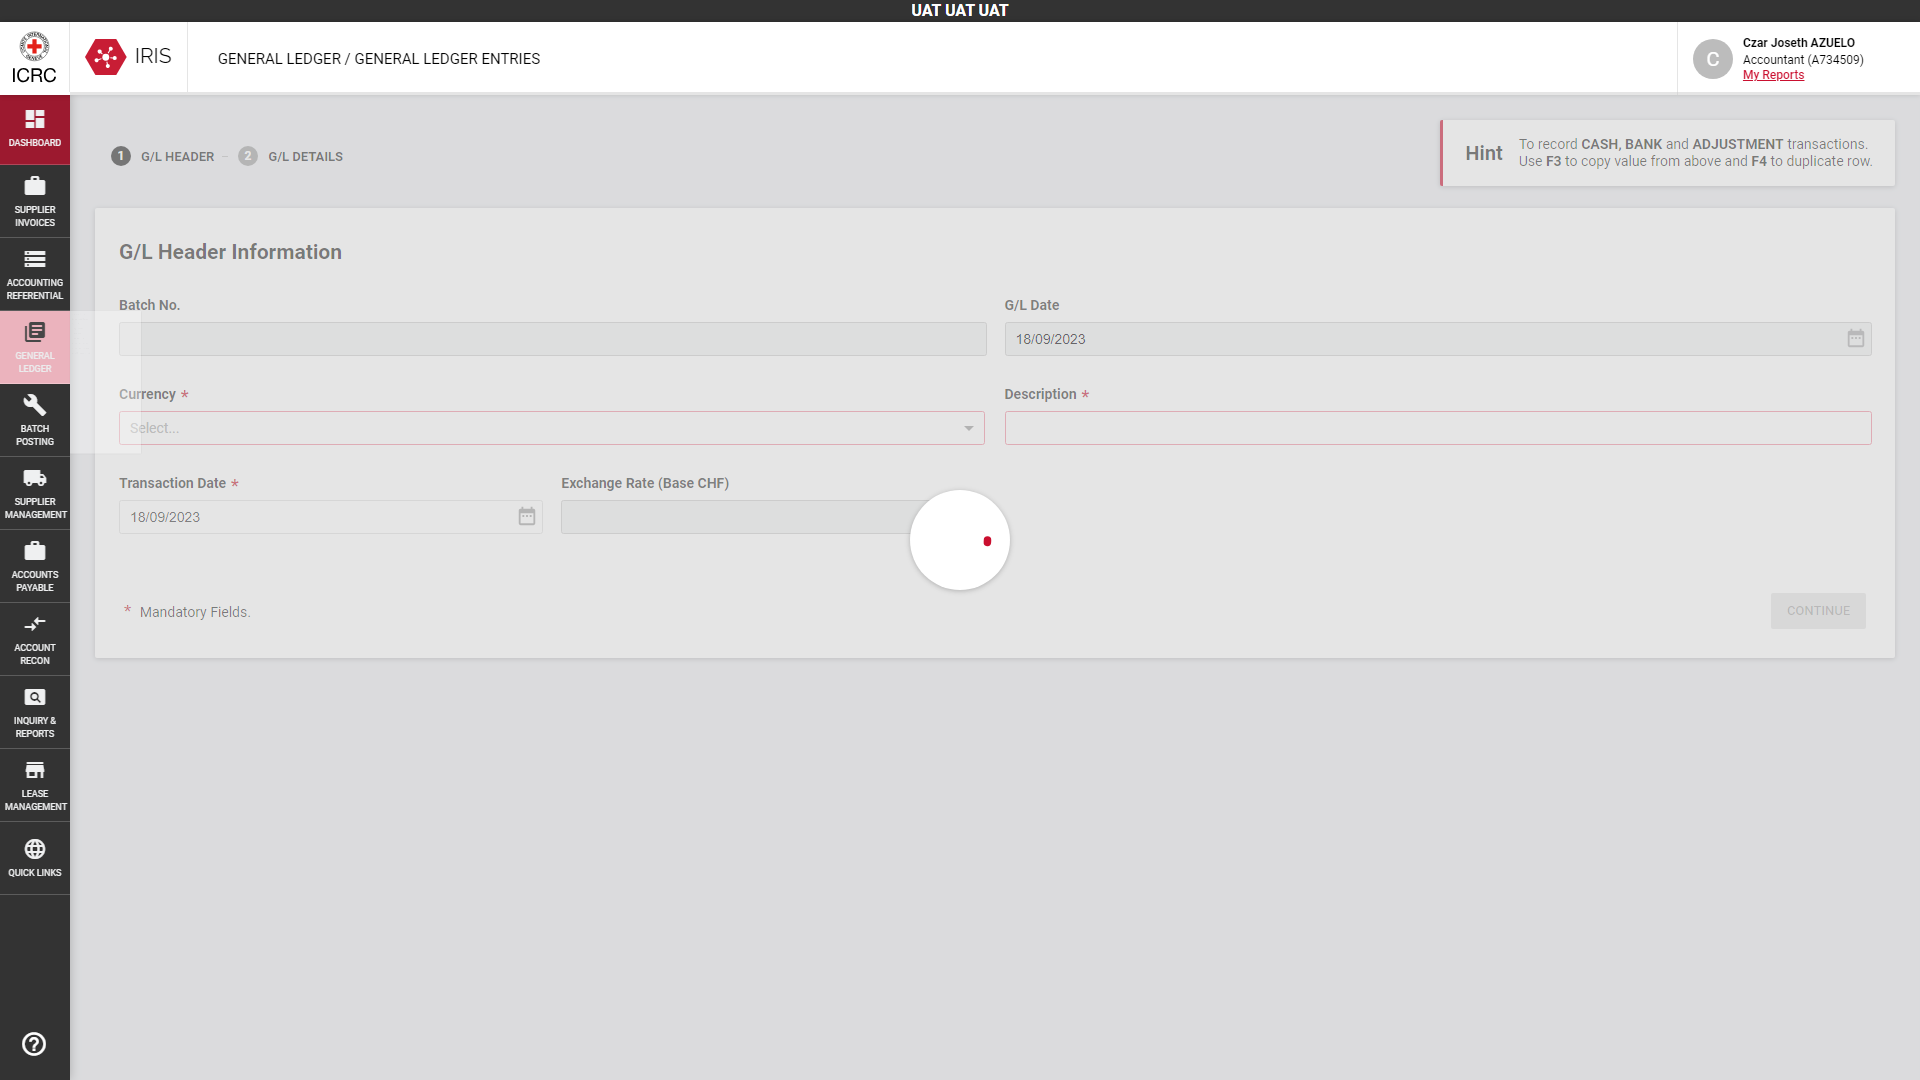 UAT UAT UAT
ICRC
IRIS
GENERAL LEDGER / GENERAL LEDGER ENTRIES
C
Czar Joseth AZUELO
Accountant (A734509)
My Reports
DASHBOARD
SUPPLIER
INVOICES
ACCOUNTING
REFERENTIAL
GENERAL
LEDGER
BATCH
POSTING
SUPPLIER
MANAGEMENT
ACCOUNTS
PAYABLE
ACCOUNT
RECON
INQUIRY &
REPORTS
LEASE
MANAGEMENT
QUICK LINKS
1 G/L HEADER – 2 G/L DETAILS
Hint
To record CASH, BANK and ADJUSTMENT transactions.
Use F3 to copy value from above and F4 to duplicate row.
G/L Header Information
Batch No.
G/L Date
18/09/2023
Currency *
Select...
Description *
Transaction Date *
18/09/2023
Exchange Rate (Base CHF)
* Mandatory Fields.
CONTINUE